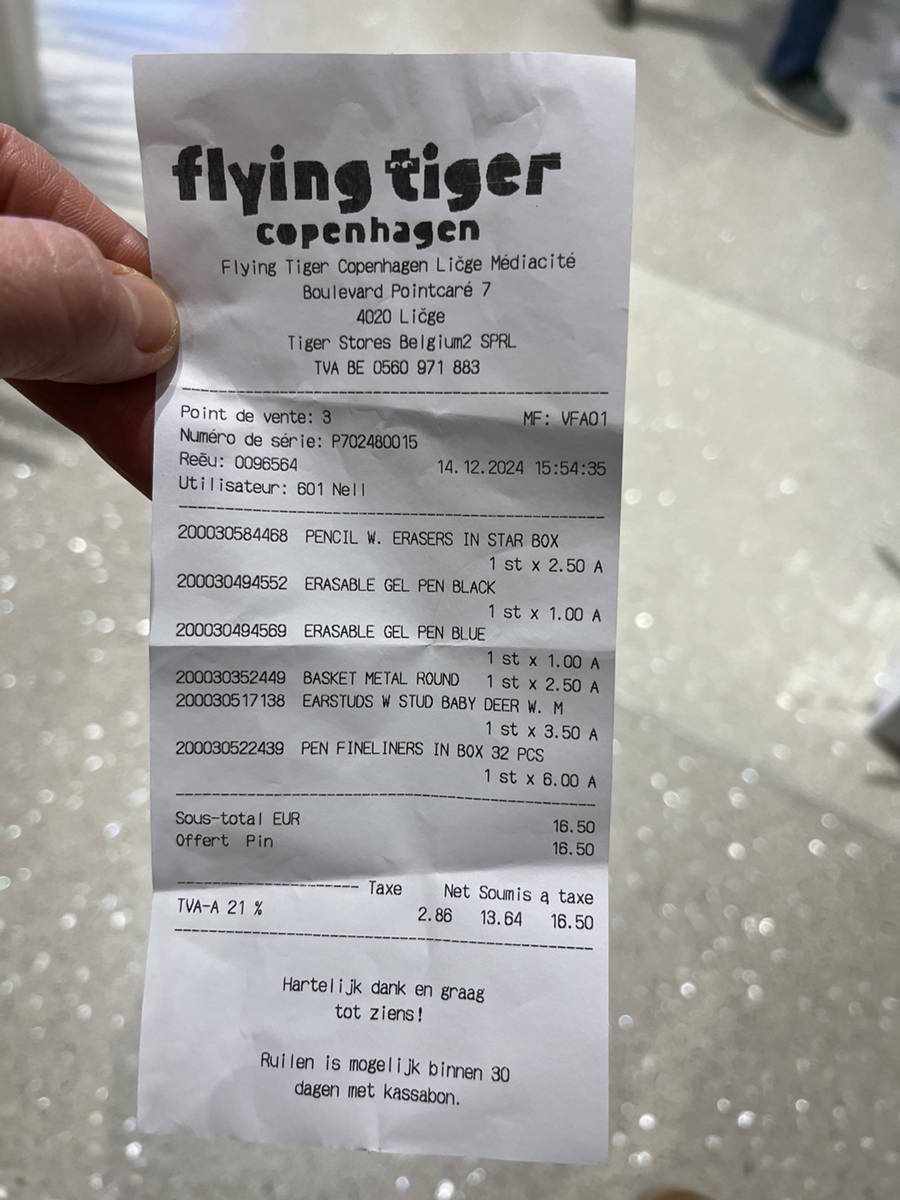 flying tiger
copenhagen
Flying Tiger Copenhagen Ličge Médiacité
Boulevard Pointcaré 7
4020 Ličge
Tiger Stores Belgium2 SPRL
TVA BE 0560 971 883
Point de vente: 3 MF: VFA01
Numéro de série: P702480015
Reēu: 0096564 14.12.2024 15:54:35
Utilisateur: 601 Nell
200030584468 PENCIL W. ERASERS IN STAR BOX
1 st x 2.50 A
200030494552 ERASABLE GEL PEN BLACK
1 st x 1.00 A
200030494569 ERASABLE GEL PEN BLUE
1 st x 1.00 A
200030352449 BASKET METAL ROUND 1 st x 2.50 A
200030517138 EARSTUDS W STUD BABY DEER W. M
1 st x 3.50 A
200030522439 PEN FINELINERS IN BOX 32 PCS
1 st x 6.00 A
Sous-total EUR 16.50
Offert Pin 16.50
Taxe Net Soumis ą taxe
TVA-A 21 % 2.86 13.64 16.50
Hartelijk dank en graag
tot ziens!
Ruilen is mogelijk binnen 30
dagen met kassabon.